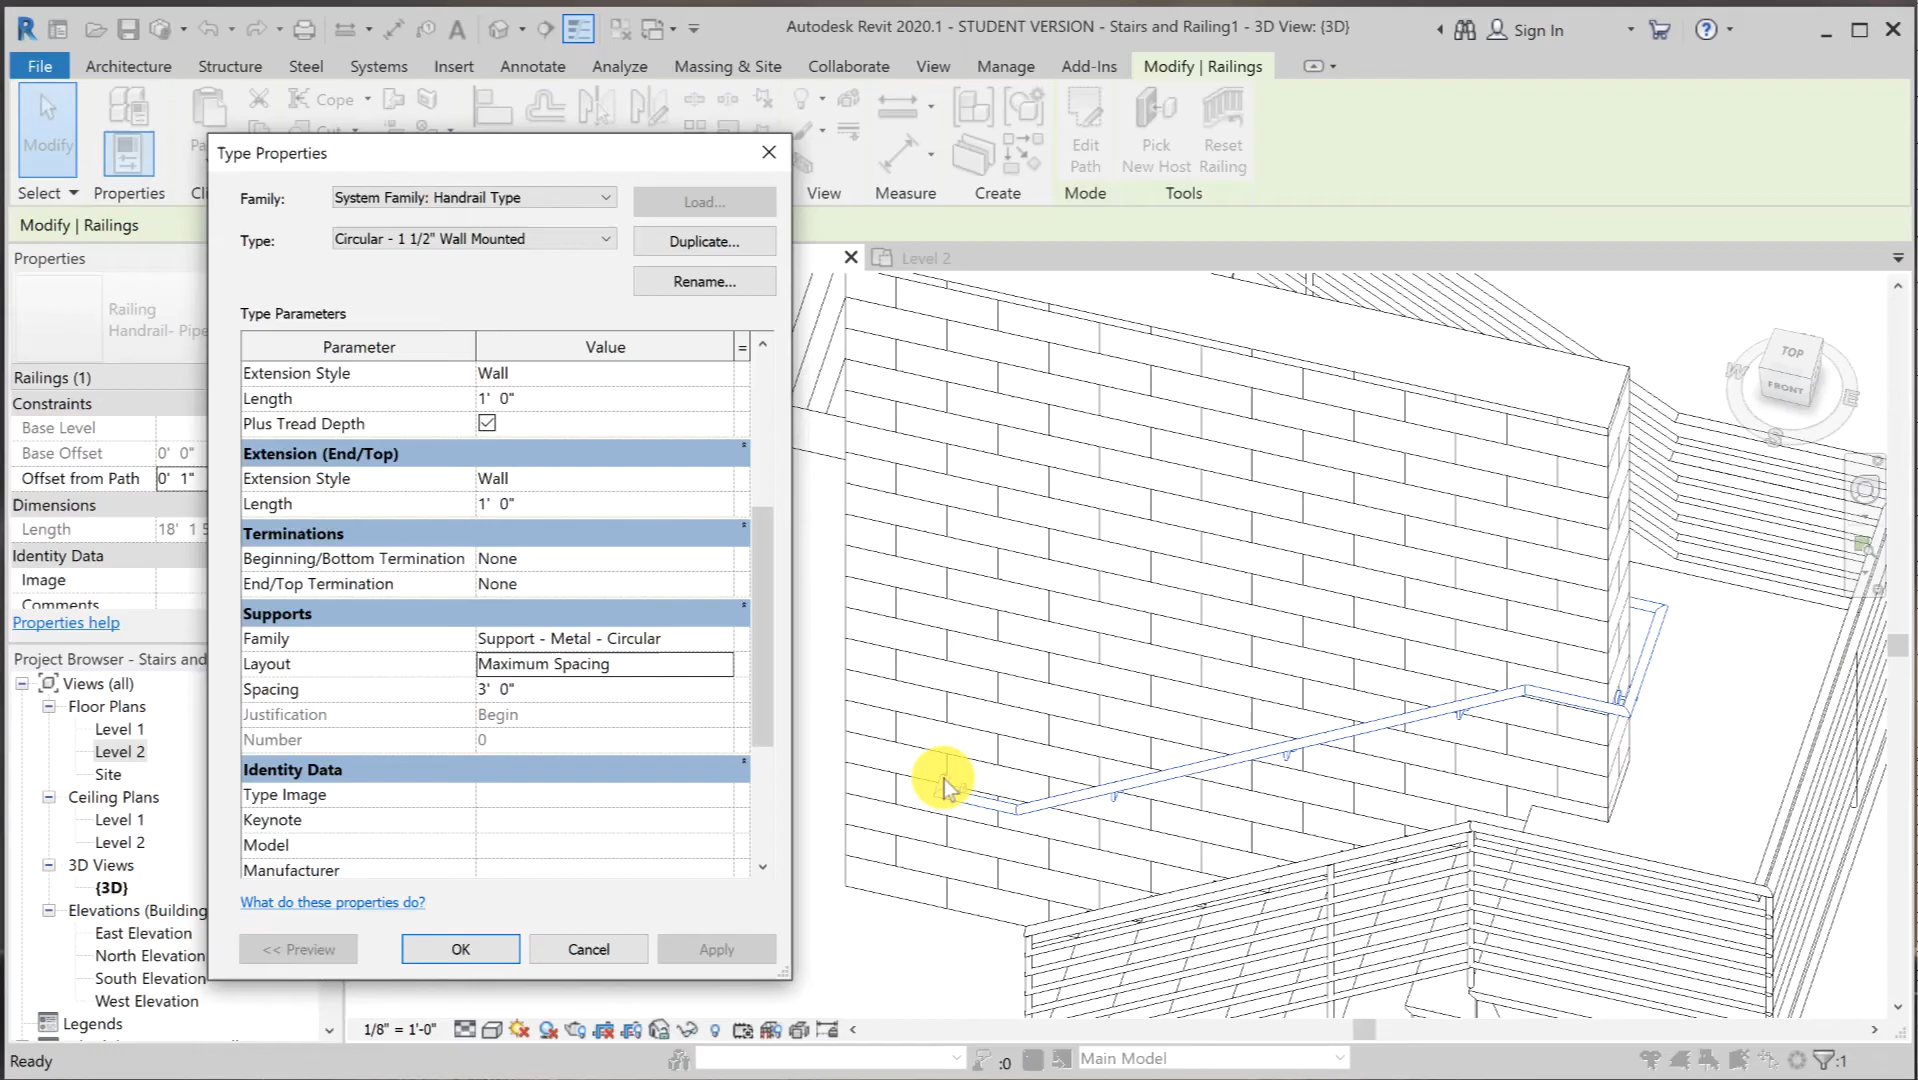 Autodesk Revit 2020.1 - STUDENT VERSION - Stairs and Railing1 - 3D View: {3D}
Sign In
File Architecture Structure Steel Systems Insert Annotate Analyze Massing & Site Collaborate View Manage Add-Ins Modify | Railings
Cope
Modify
Edit Path
Pick New Host
Reset Railing
Select Properties View Measure Create Mode Tools
Modify | Railings
Properties
Railing
Handrail- Pipe
Railings (1)
Constraints
Base Level
Base Offset 0' 0"
Offset from Path 0' 1"
Dimensions
Length 18' 1 5
Identity Data
Image
Comments
Properties help
Project Browser - Stairs and
Views (all)
Floor Plans
Level 1
Level 2
Site
Ceiling Plans
Level 1
Level 2
3D Views
{3D}
Elevations (Building
East Elevation
North Elevation
South Elevation
West Elevation
Legends
Type Properties
Family: System Family: Handrail Type Load...
Type: Circular - 1 1/2" Wall Mounted Duplicate...
Rename...
Type Parameters
Parameter Value =
Extension Style Wall
Length 1' 0"
Plus Tread Depth
Extension (End/Top)
Extension Style Wall
Length 1' 0"
Terminations
Beginning/Bottom Termination None
End/Top Termination None
Supports
Family Support - Metal - Circular
Layout Maximum Spacing
Spacing 3' 0"
Justification Begin
Number 0
Identity Data
Type Image
Keynote
Model
Manufacturer
What do these properties do?
<< Preview OK Cancel Apply
Level 2
TOP
FRONT
W
E
S
1/8" = 1'-0"
Ready
:0
Main Model
:1